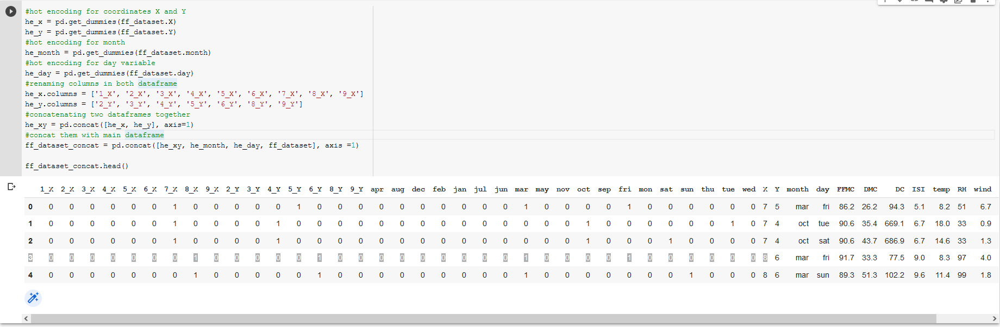 #hot encoding for coordinates X and Y
he_x = pd.get_dummies(ff_dataset.X)
he_y = pd.get_dummies(ff_dataset.Y)
#hot encoding for month
he_month = pd.get_dummies(ff_dataset.month)
#hot encoding for day variable
he_day = pd.get_dummies(ff_dataset.day)
#renaming columns in both dataframe
he_x.columns = ['1_X', '2_X', '3_X', '4_X', '5_X', '6_X', '7_X', '8_X', '9_X']
he_y.columns = ['2_Y', '3_Y', '4_Y', '5_Y', '6_Y', '8_Y', '9_Y']
#concatenating two dataframes together
he_xy = pd.concat([he_x, he_y], axis=1)
#concat them with main dataframe
ff_dataset_concat = pd.concat([he_xy, he_month, he_day, ff_dataset], axis =1)
ff_dataset_concat.head()
1_X 2_X 3_X 4_X 5_X 6_X 7_X 8_X 9_X 2_Y 3_Y 4_Y 5_Y 6_Y 8_Y 9_Y apr aug dec feb jan jul jun mar may nov oct sep fri mon sat sun thu tue wed X Y month day FFMC DMC DC ISI temp RH wind
0 0 0 0 0 0 0 1 0 0 0 0 0 1 0 0 0 0 0 0 0 0 0 0 1 0 0 0 0 1 0 0 0 0 0 0 7 5 mar fri 86.2 26.2 94.3 5.1 8.2 51 6.7
1 0 0 0 0 0 0 1 0 0 0 0 1 0 0 0 0 0 0 0 0 0 0 0 0 0 0 1 0 0 0 0 0 0 1 0 7 4 oct tue 90.6 35.4 669.1 6.7 18.0 33 0.9
2 0 0 0 0 0 0 1 0 0 0 0 1 0 0 0 0 0 0 0 0 0 0 0 0 0 0 1 0 0 0 1 0 0 0 0 7 4 oct sat 90.6 43.7 686.9 6.7 14.6 33 1.3
3 0 0 0 0 0 0 0 1 0 0 0 0 0 1 0 0 0 0 0 0 0 0 0 1 0 0 0 0 1 0 0 0 0 0 0 8 6 mar fri 91.7 33.3 77.5 9.0 8.3 97 4.0
4 0 0 0 0 0 0 0 1 0 0 0 0 0 1 0 0 0 0 0 0 0 0 0 1 0 0 0 0 0 0 0 1 0 0 0 8 6 mar sun 89.3 51.3 102.2 9.6 11.4 99 1.8